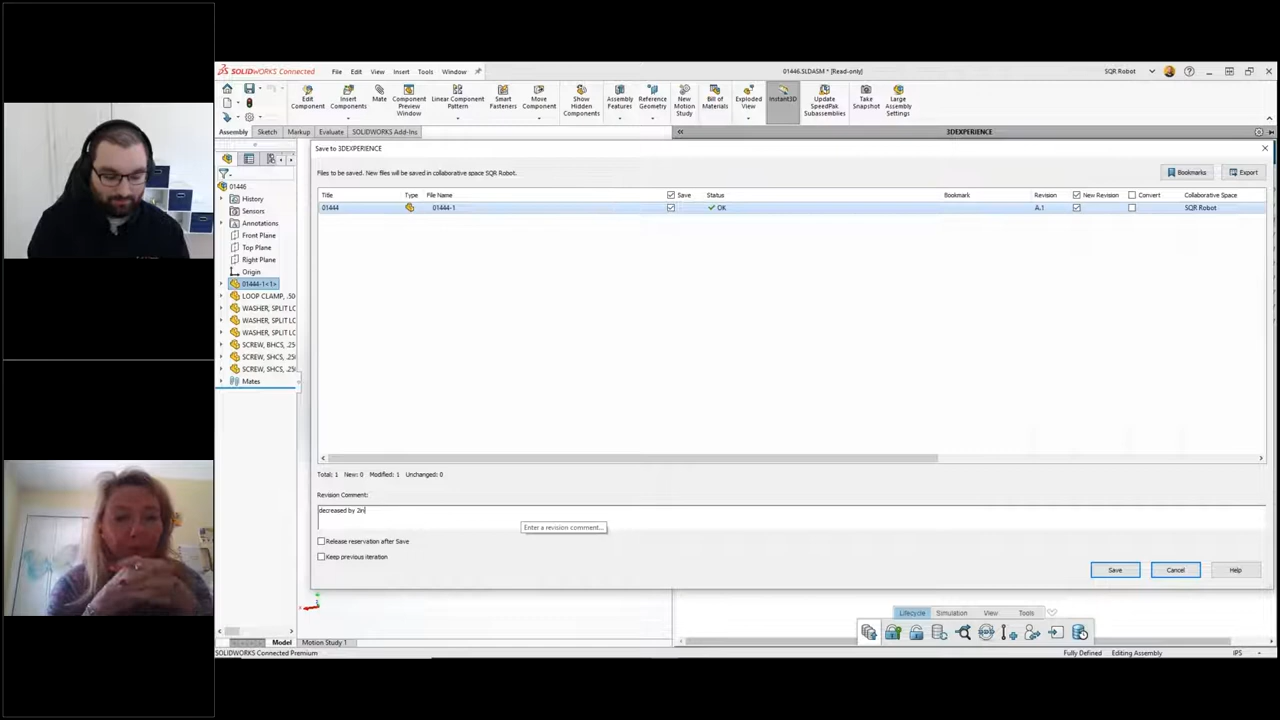 SOLIDWORKS Connected
File Edit View Insert Tools Window
01446.SLDASM * [Read-only]
SQR Robot
Edit Component
Insert Components
Mate
Component Preview Window
Linear Component Pattern
Smart Fasteners
Move Component
Show Hidden Components
Assembly Features
Reference Geometry
New Motion Study
Bill of Materials
Exploded View
Instant3D
Update SpeedPak Subassemblies
Take Snapshot
Large Assembly Settings
Assembly Sketch Markup Evaluate SOLIDWORKS Add-Ins
3DEXPERIENCE
Save to 3DEXPERIENCE
Files to be saved. New files will be saved in collaborative space SQR Robot.
Bookmarks Export
Title Type File Name Save Status Bookmark Revision New Revision Convert Collaborative Space
01444 01444-1 OK A.1 SQR Robot
01446
History
Sensors
Annotations
Front Plane
Top Plane
Right Plane
Origin
01444-1<1>
LOOP CLAMP, .50
WASHER, SPLIT LC
WASHER, SPLIT LC
WASHER, SPLIT LC
SCREW, BHCS, .25
SCREW, SHCS, .25
SCREW, SHCS, .25
Mates
Total: 1 New: 0 Modified: 1 Unchanged: 0
Revision Comment:
decreased by 2in
Enter a revision comment...
Release reservation after Save
Keep previous iteration
Save Cancel Help
Lifecycle Simulation View Tools
Model Motion Study 1
SOLIDWORKS Connected Premium
Fully Defined Editing Assembly IPS